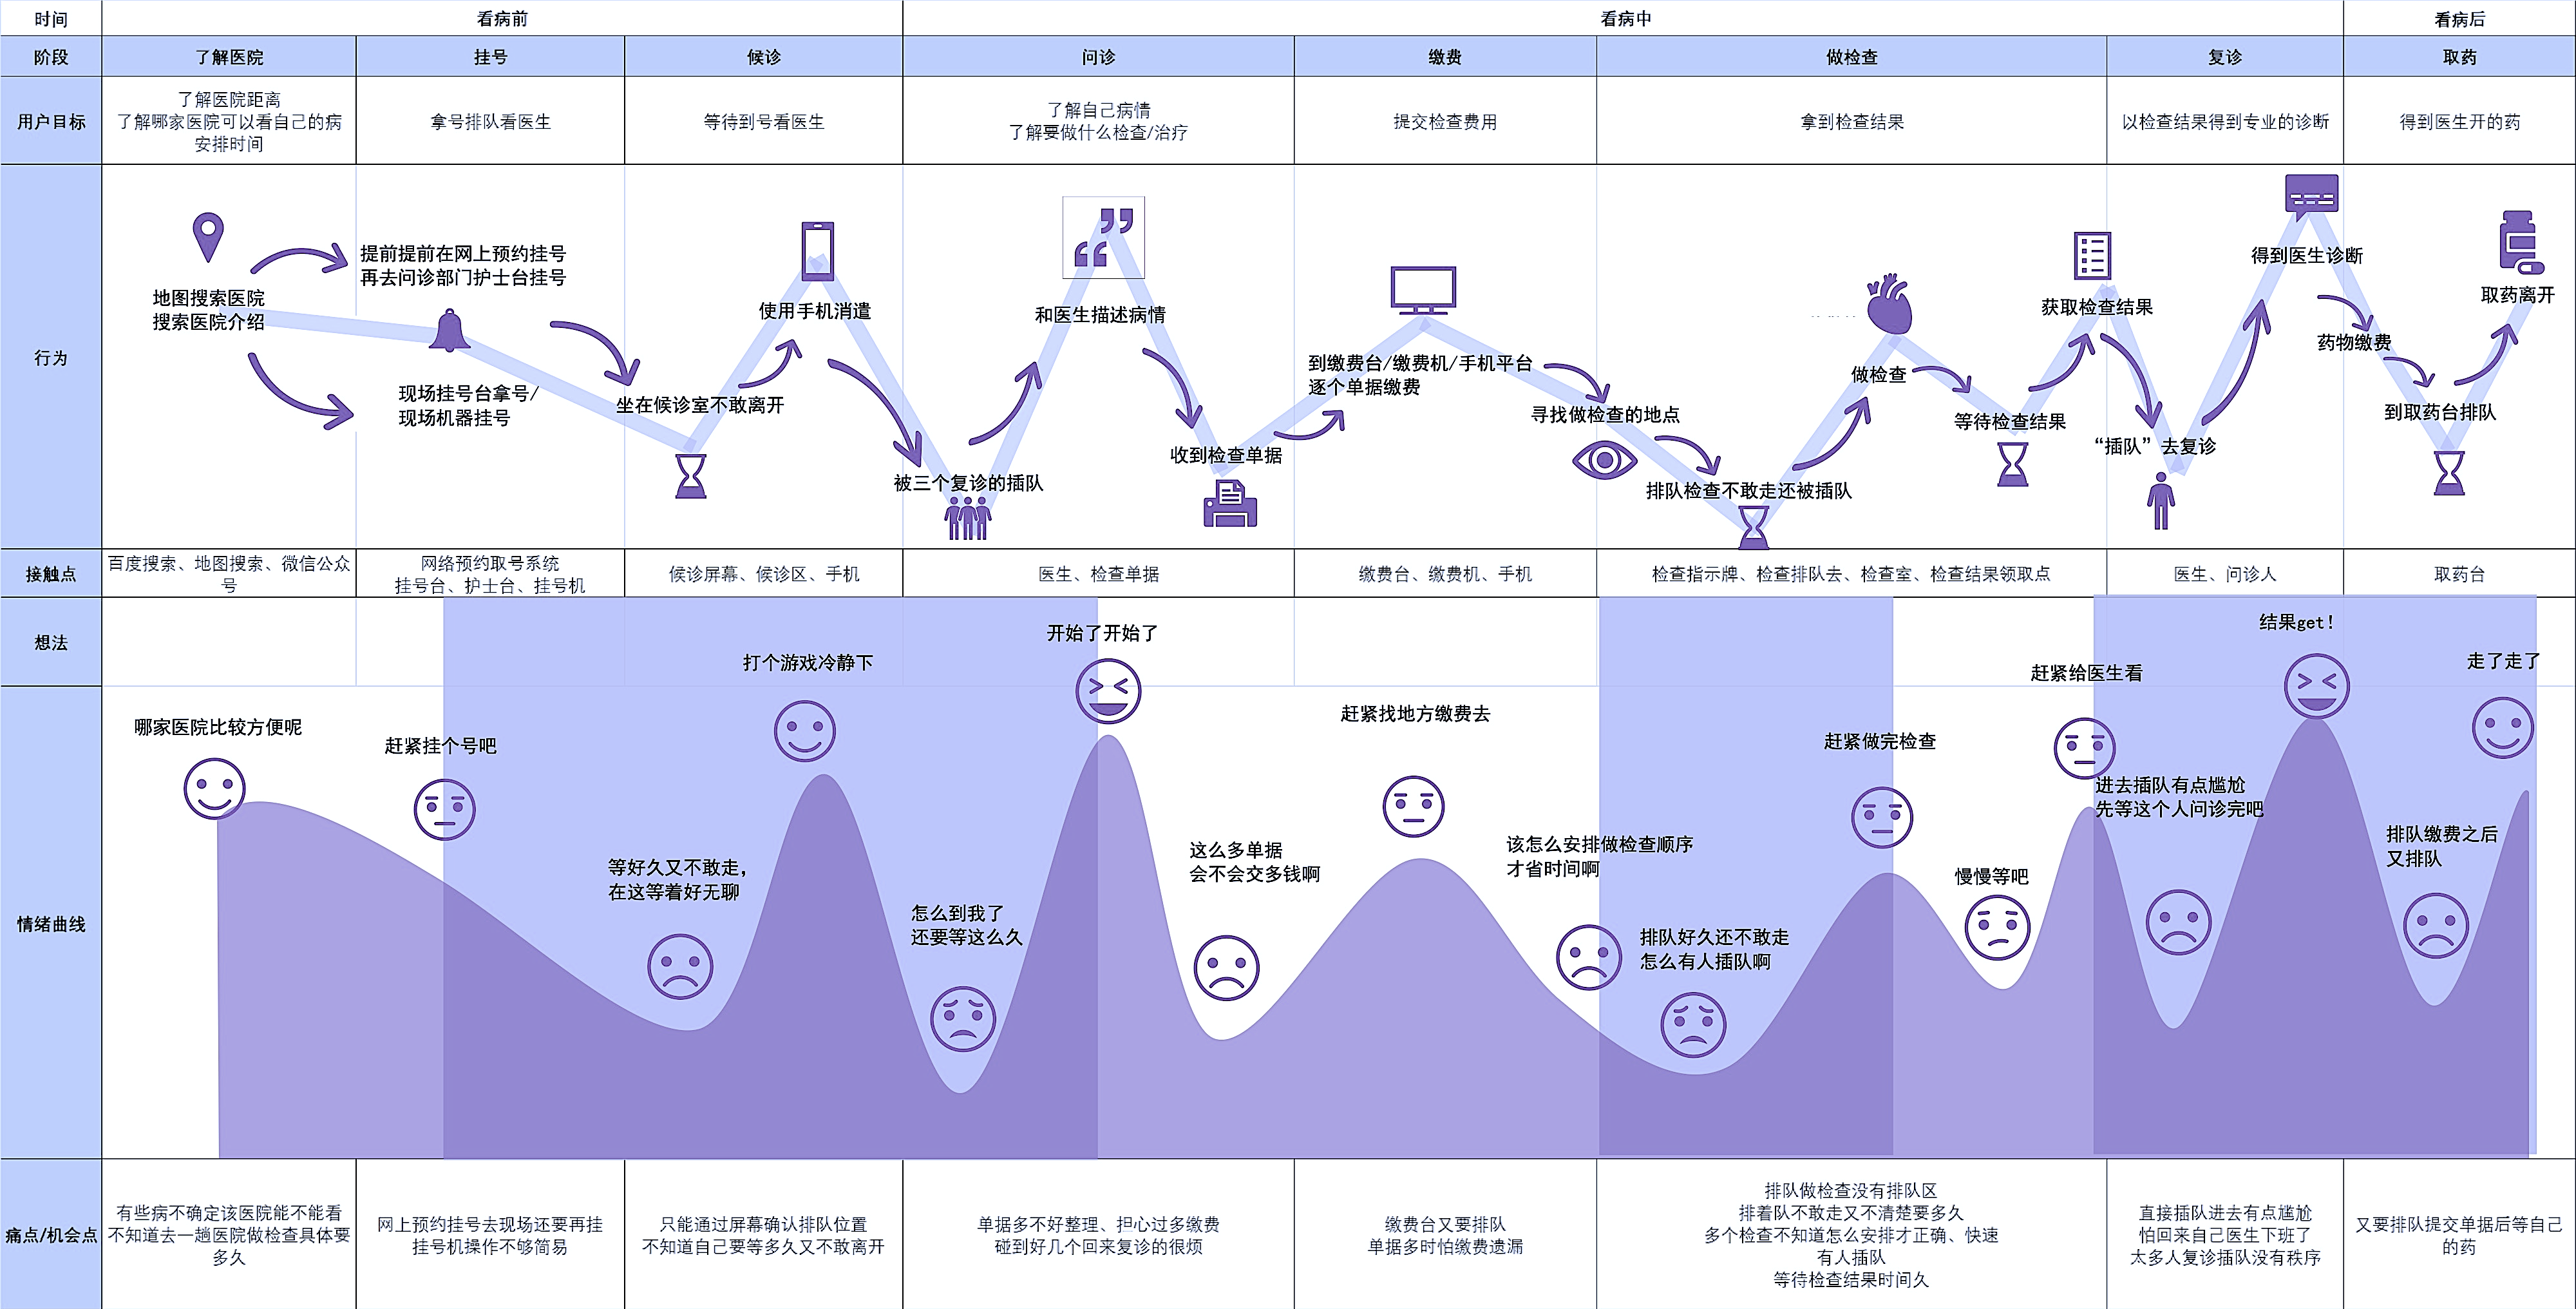 时间
看病前
看病中
看病后
阶段
了解医院
挂号
候诊
问诊
缴费
做检查
复诊
取药
用户目标
了解医院距离
了解哪家医院可以看自己的病
安排时间
拿号排队看医生
等待到号看医生
了解自己病情
了解要做什么检查/治疗
提交检查费用
拿到检查结果
以检查结果得到专业的诊断
得到医生开的药
行为
地图搜索医院
搜索医院介绍
提前提前在网上预约挂号
再去问诊部门护士台挂号
现场挂号台拿号/
现场机器挂号
坐在候诊室不敢离开
使用手机消遣
被三个复诊的插队
和医生描述病情
收到检查单据
到缴费台/缴费机/手机平台
逐个单据缴费
寻找做检查的地点
排队检查不敢走还被插队
做检查
等待检查结果
获取检查结果
“插队”去复诊
得到医生诊断
药物缴费
到取药台排队
取药离开
接触点
百度搜索、地图搜索、微信公众
号
网络预约取号系统
挂号台、护士台、挂号机
候诊屏幕、候诊区、手机
医生、检查单据
缴费台、缴费机、手机
检查指示牌、检查排队去、检查室、检查结果领取点
医生、问诊人
取药台
想法
情绪曲线
哪家医院比较方便呢
赶紧挂个号吧
等好久又不敢走，
在这等着好无聊
打个游戏冷静下
怎么到我了
还要等这么久
开始了开始了
这么多单据
会不会交多钱啊
赶紧找地方缴费去
该怎么安排做检查顺序
才省时间啊
排队好久还不敢走
怎么有人插队啊
赶紧做完检查
慢慢等吧
赶紧给医生看
进去插队有点尴尬
先等这个人问诊完吧
结果get！
排队缴费之后
又排队
走了走了
痛点/机会点
有些病不确定该医院能不能看
不知道去一趟医院做检查具体要
多久
网上预约挂号去现场还要再挂
挂号机操作不够简易
只能通过屏幕确认排队位置
不知道自己要等多久又不敢离开
单据多不好整理、担心过多缴费
碰到好几个回来复诊的很烦
缴费台又要排队
单据多时怕缴费遗漏
排队做检查没有排队区
排着队不敢走又不清楚要多久
多个检查不知道怎么安排才正确、快速
有人插队
等待检查结果时间久
直接插队进去有点尴尬
怕回来自己医生下班了
太多人复诊插队没有秩序
又要排队提交单据后等自己
的药